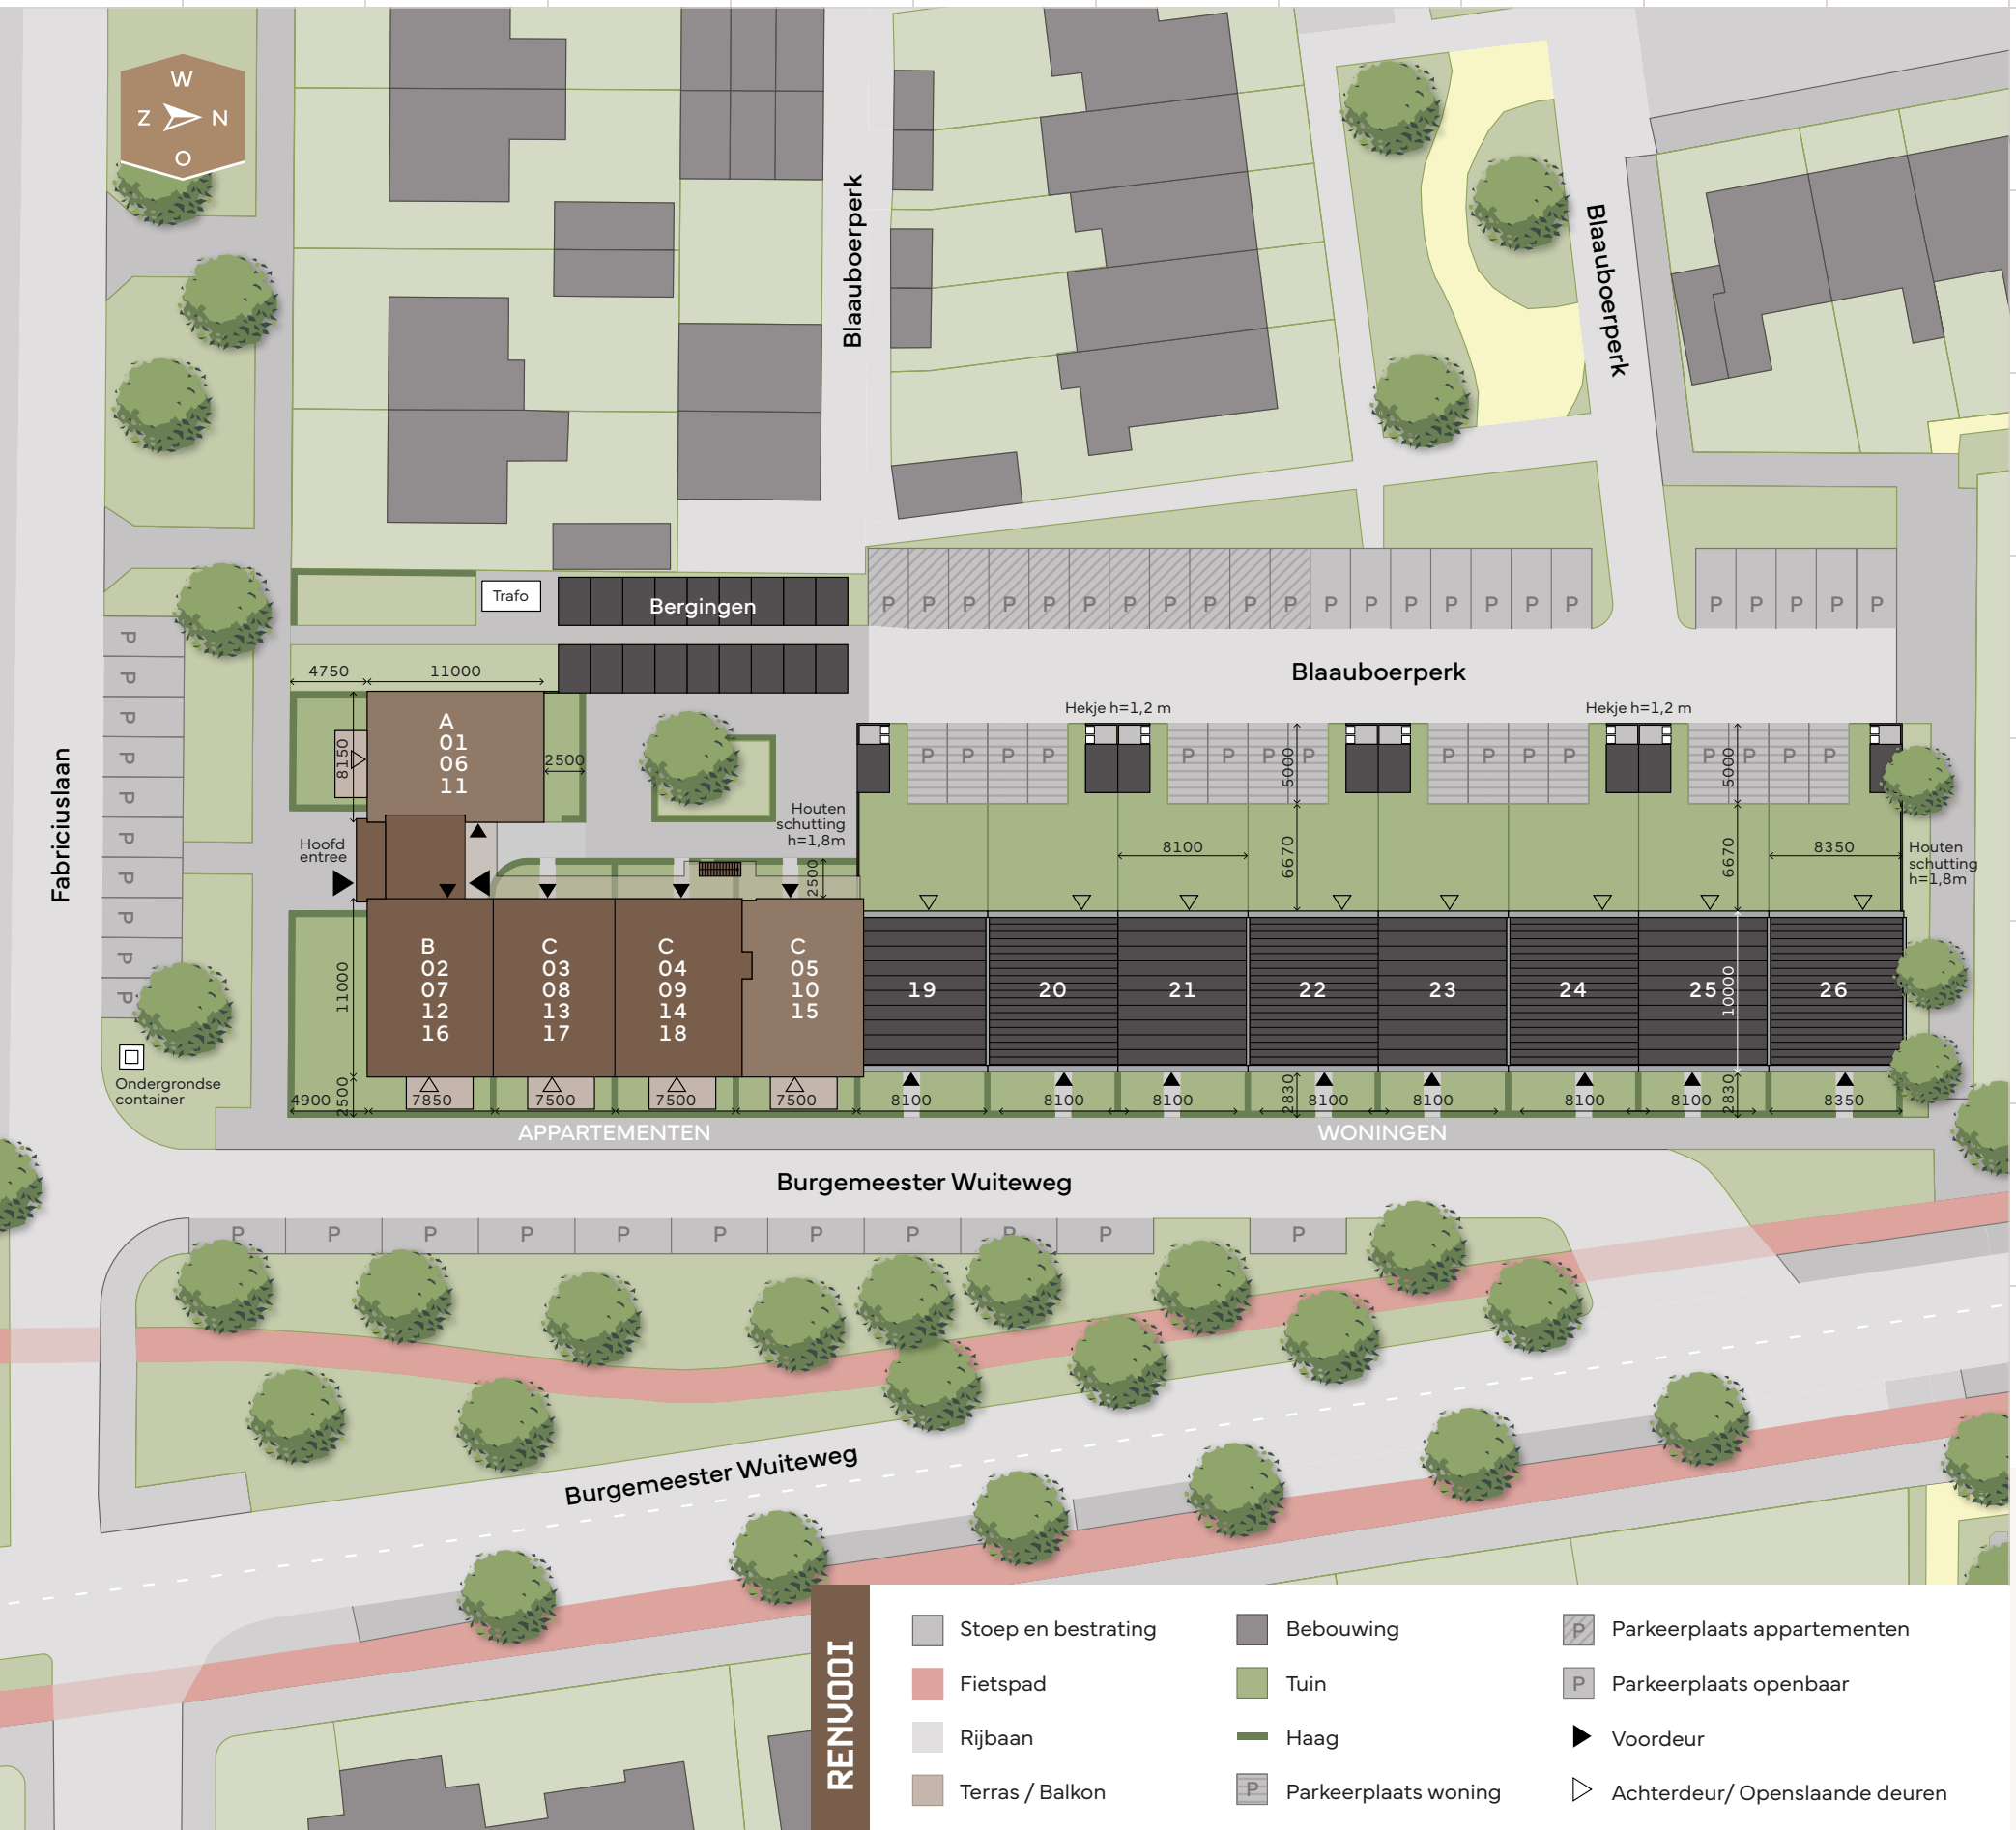 W
Z N
O
Blaauboerperk
Blaauboerperk
Trafo
Bergingen
P P P P P P P P P P P P P P P P P P
P P P P P
Blaauboerperk
Fabriciuslaan
P
P
P
P
P
P
P
P
P
P
4750 11000
8150
2500
A
01
06
11
Hoofd
entree
Houten
schutting
h=1,8m
2500
Hekje h=1,2 m
Hekje h=1,2 m
P P P P
P P P P
P P P P
P P P P
5000
5000
8100
6670
6670
8350
Houten
schutting
h=1,8m
11000
B
02
07
12
16
C
03
08
13
17
C
04
09
14
18
C
05
10
15
19 20 21 22 23 24 25 26
10000
Ondergrondse
container
4900 2500 7850 7500 7500 7500 8100 8100 8100 2830 8100 8100 8100 8100 2830 8350
APPARTEMENTEN
WONINGEN
Burgemeester Wuiteweg
P P P P P P P P P P P
Burgemeester Wuiteweg
RENVOOI
Stoep en bestrating
Fietspad
Rijbaan
Terras / Balkon
Bebouwing
Tuin
Haag
P Parkeerplaats woning
P Parkeerplaats appartementen
P Parkeerplaats openbaar
Voordeur
Achterdeur/ Openslaande deuren